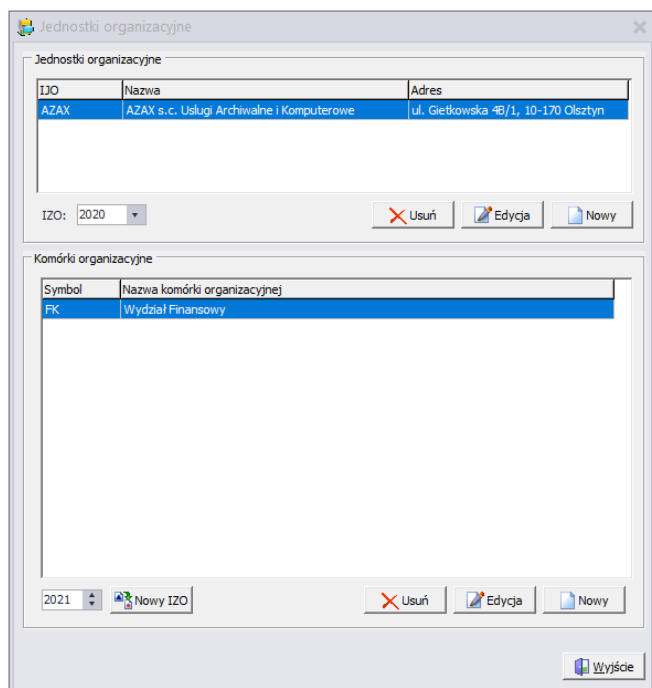 Jednostki organizacyjne
Jednostki organizacyjne
IJO Nazwa Adres
AZAX AZAX s.c. Uslugi Archiwalne i Komputerowe ul. Gietkowska 4B/1, 10-170 Olsztyn
IZO: 2020 Usuń Edycja Nowy
Komórki organizacyjne
Symbol Nazwa komórki organizacyjnej
FK Wydział Finansowy
2021 Nowy IZO Usuń Edycja Nowy
Wyjście